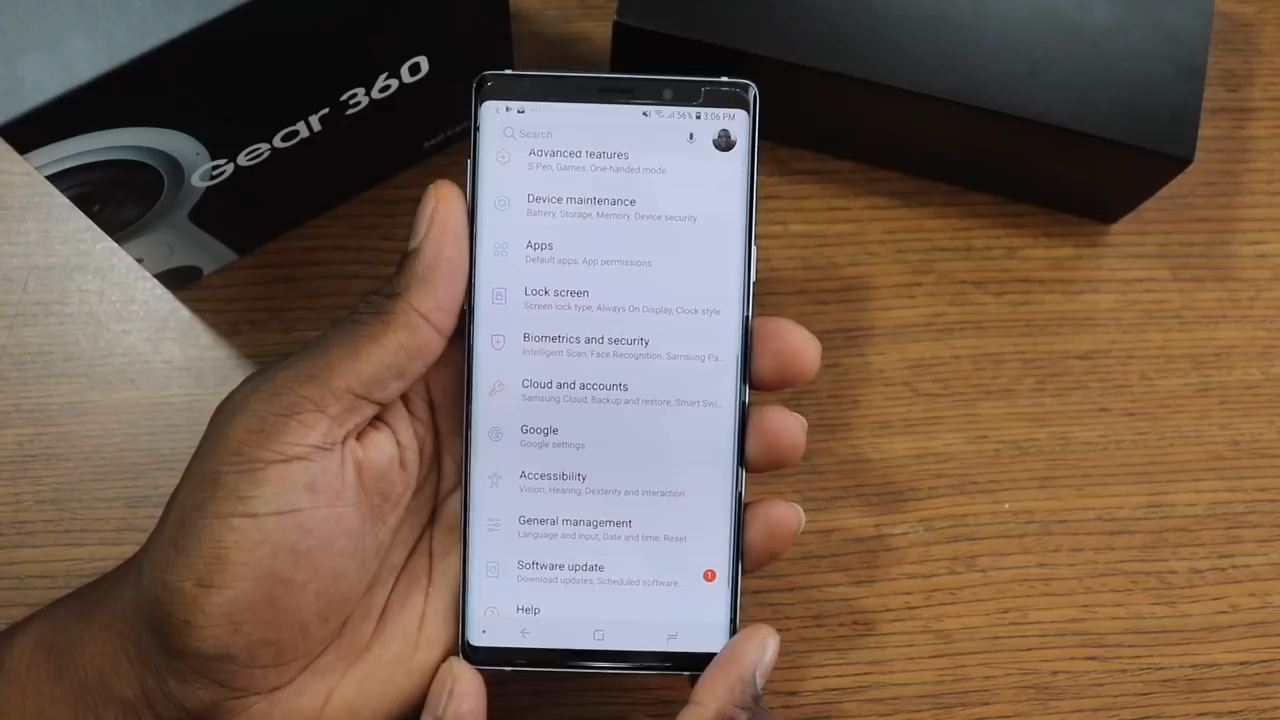 Gear 360
56% 3:06 PM
Search
Advanced features
S Pen, Games, One-handed mode
Device maintenance
Battery, Storage, Memory, Device security
Apps
Default apps, App permissions
Lock screen
Screen lock type, Always On Display, Clock style
Biometrics and security
Intelligent Scan, Face Recognition, Samsung Pa...
Cloud and accounts
Samsung Cloud, Backup and restore, Smart Swi...
Google
Google settings
Accessibility
Vision, Hearing, Dexterity and interaction
General management
Language and input, Date and time, Reset
Software update
1
Download updates, Scheduled software...
Help